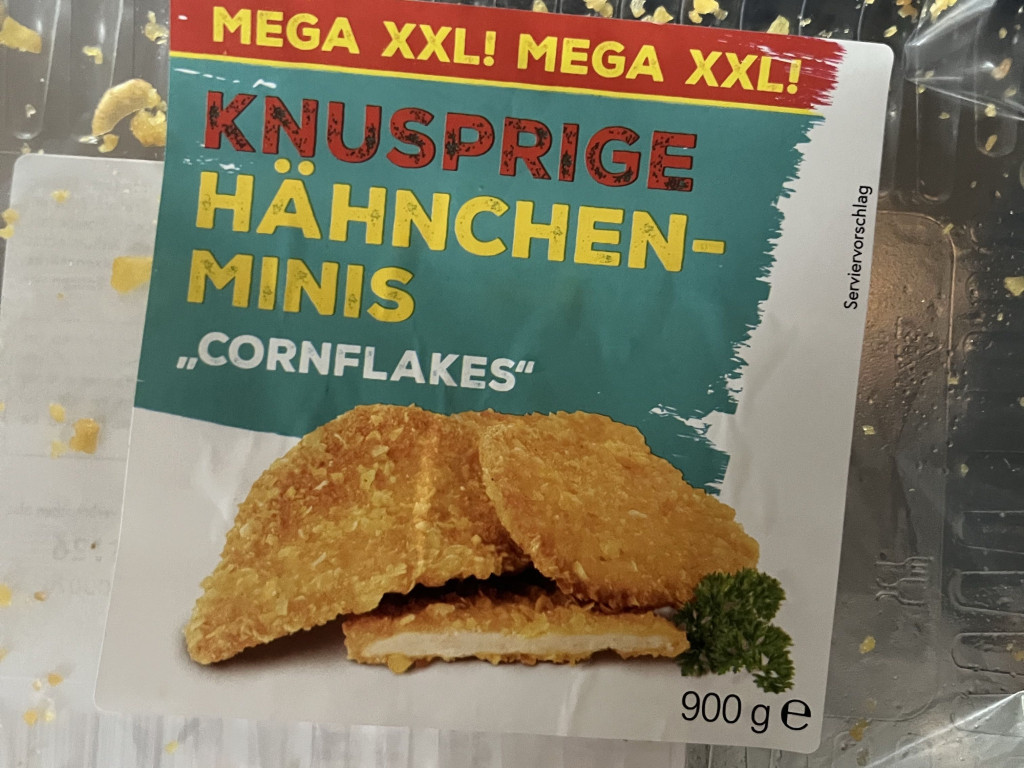 MEGA XXL! MEGA XXL!
KNUSPRIGE
HÄHNCHEN-
MINIS
„CORNFLAKES“
Serviervorschlag
900 g ℮